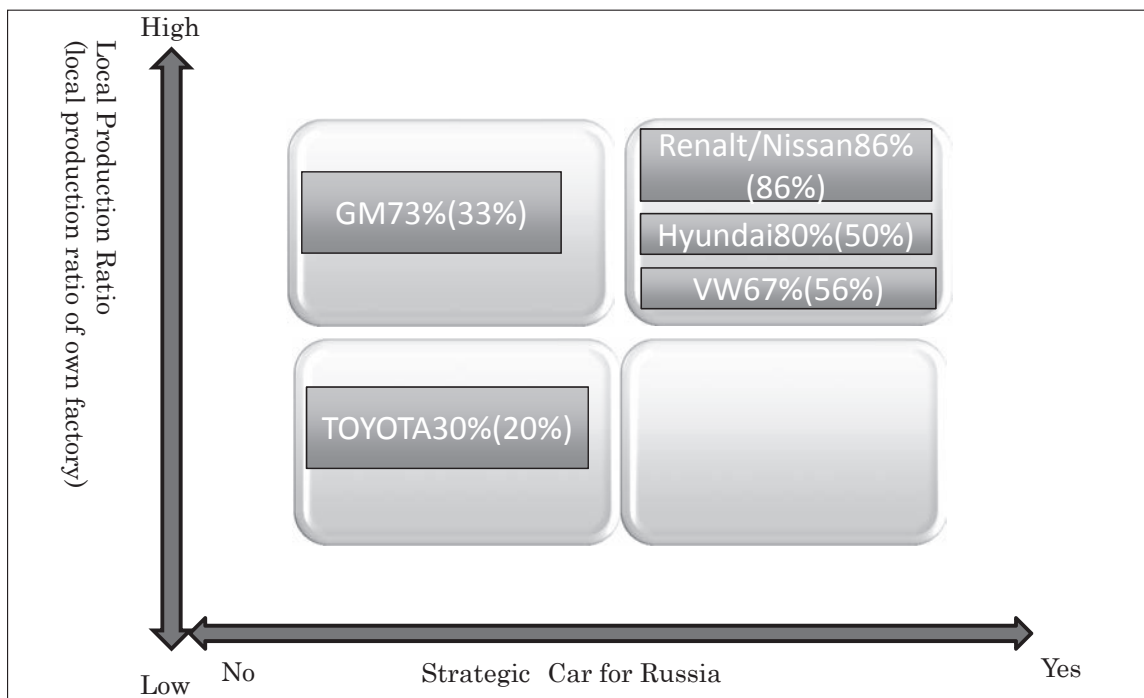 High
Local Production Ratio
(local production ratio of own factory)
Renalt/Nissan86%
(86%)
GM73%(33%)
Hyundai80%(50%)
VW67%(56%)
TOYOTA30%(20%)
Low
No
Strategic Car for Russia
Yes